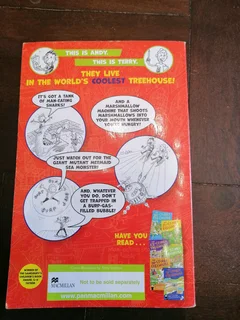 THIS IS ANDY.
THIS IS TERRY.
THEY LIVE
IN THE WORLD'S COOLEST TREEHOUSE!
IT'S GOT A TANK
OF MAN-EATING
SHARKS!
AND A
MARSHMALLOW
MACHINE THAT SHOOTS
MARSHMALLOWS INTO
YOUR MOUTH WHENEVER
YOU'RE HUNGRY!
JUST WATCH OUT FOR THE
GIANT MUTANT MERMAID
SEA MONSTER!
AND, WHATEVER
YOU DO, DON'T
GET TRAPPED IN
A BURP-GAS-
FILLED BUBBLE!
HAVE YOU
READ . . .
MACMILLAN
Not to be sold separately
www.panmacmillan.com